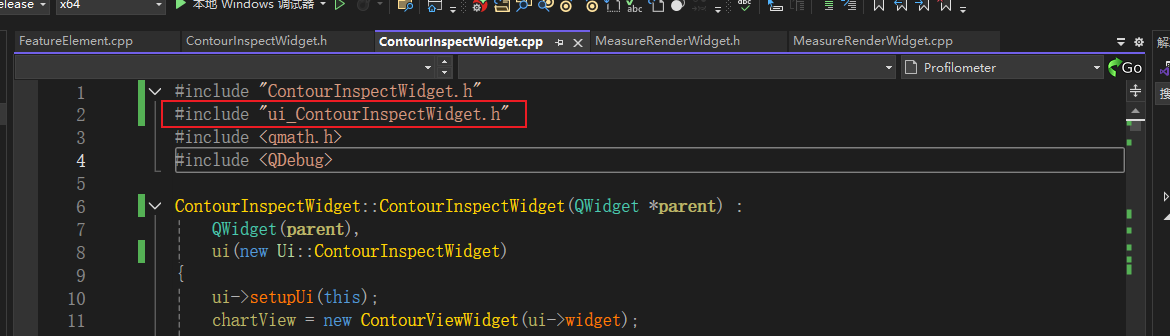 elease
x64
本地 Windows 调试器
FeatureElement.cpp
ContourInspectWidget.h
ContourInspectWidget.cpp
MeasureRenderWidget.h
MeasureRenderWidget.cpp
Profilometer
Go
1 #include "ContourInspectWidget.h"
2 #include "ui_ContourInspectWidget.h"
3 #include <qmath.h>
4 #include <QDebug>
5
6 ContourInspectWidget::ContourInspectWidget(QWidget *parent) :
7 QWidget(parent),
8 ui(new Ui::ContourInspectWidget)
9 {
10 ui->setupUi(this);
11 chartView = new ContourViewWidget(ui->widget);